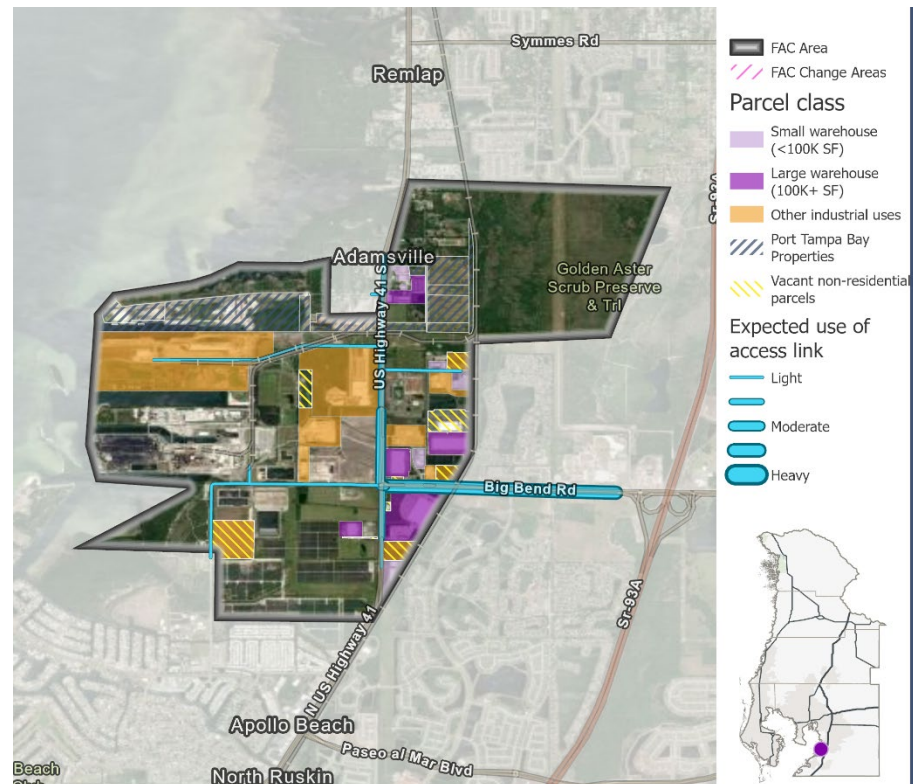 Symmes Rd
Remlap
Adamsville
Golden Aster
Scrub Preserve
& Trl
US Highway 41 S
Big Bend Rd
Sr-93A
N US Highway 41
Apollo Beach
Paseo al Mar Blvd
North Ruskin
Beach
FAC Area
FAC Change Areas
Parcel class
Small warehouse
(<100K SF)
Large warehouse
(100K+ SF)
Other industrial uses
Port Tampa Bay
Properties
Vacant non-residential
parcels
Expected use of
access link
Light
Moderate
Heavy